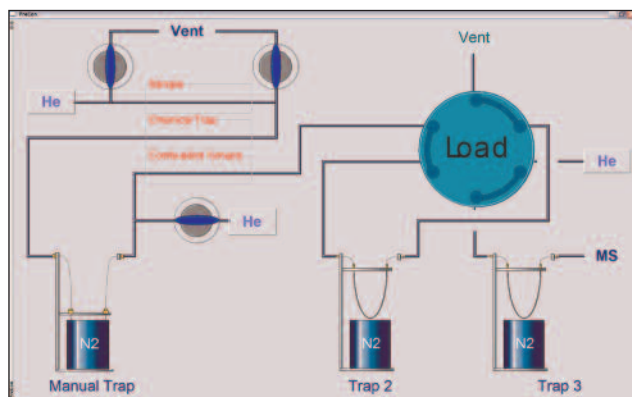 Vent
Vent
He
Load
He
He
MS
N2
N2
N2
Manual Trap
Trap 2
Trap 3